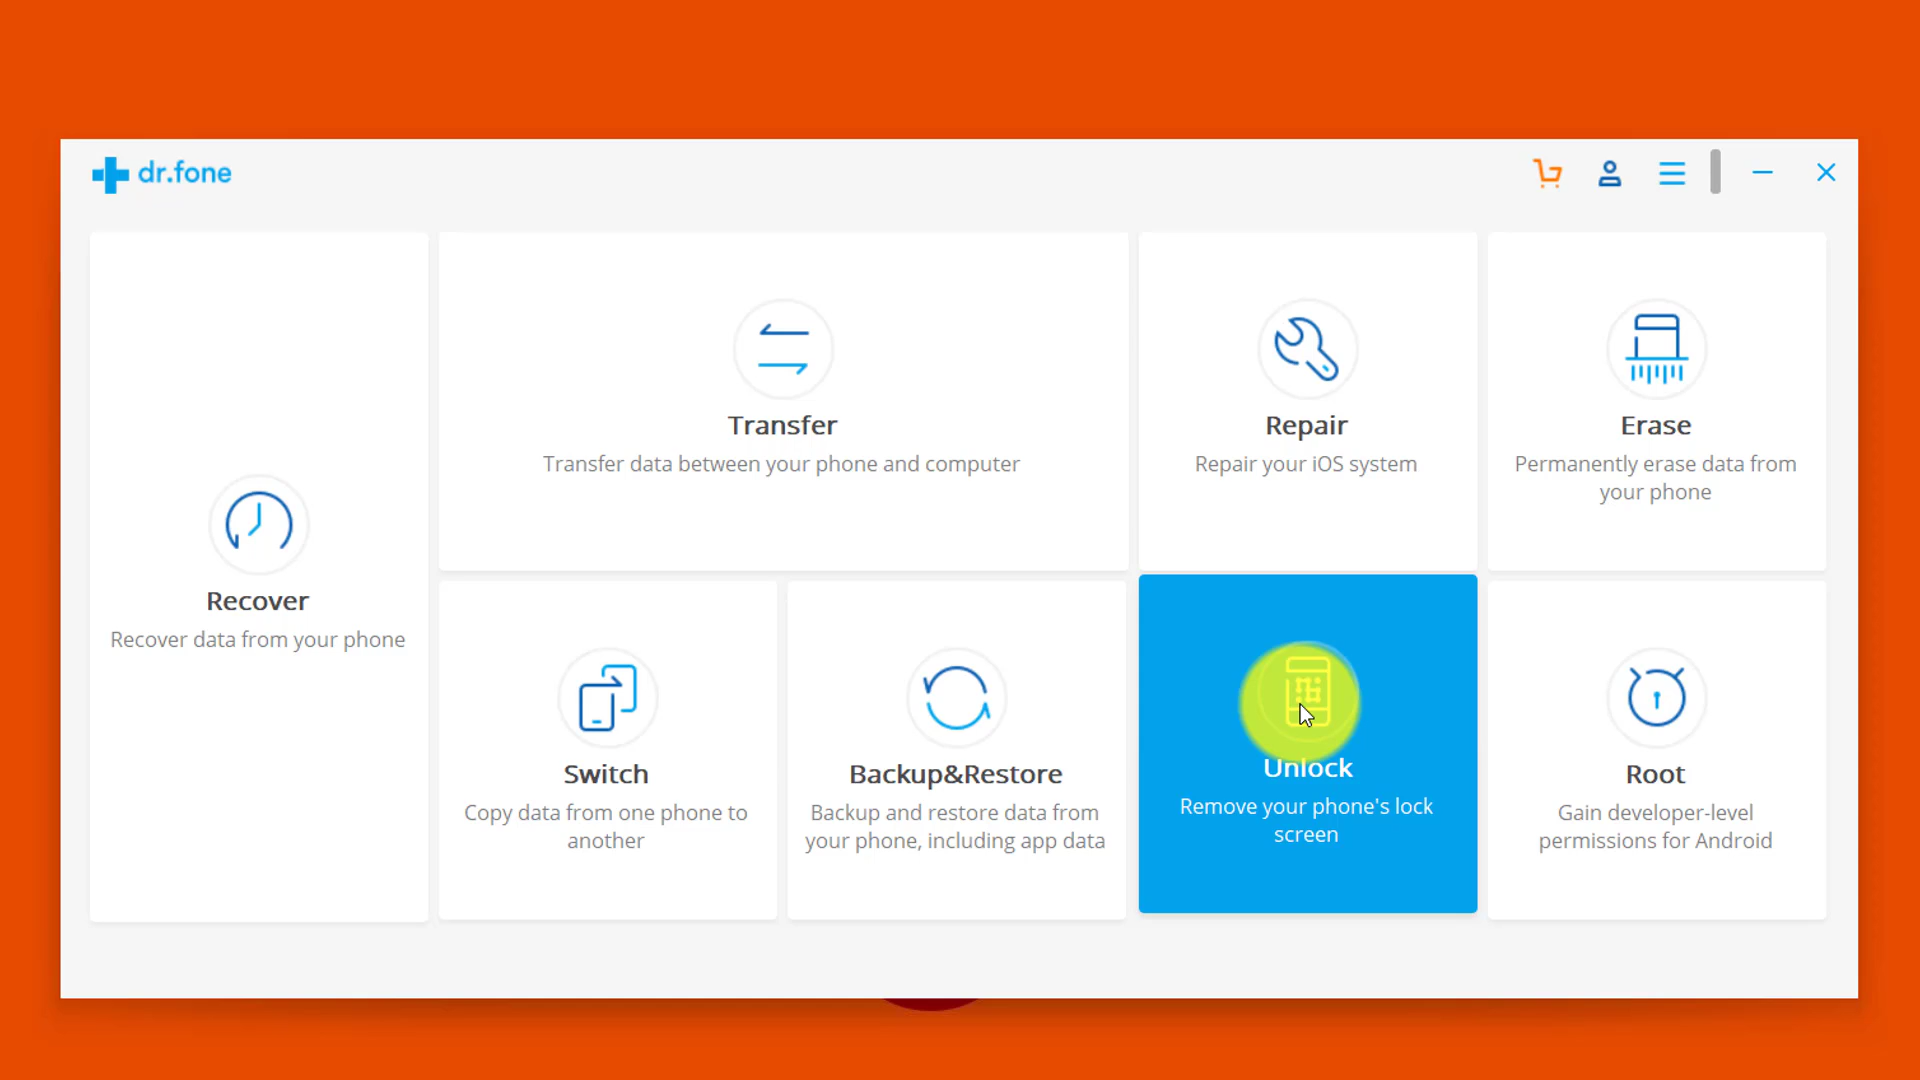 dr.fone
Transfer
Transfer data between your phone and computer
Repair
Repair your iOS system
Erase
Permanently erase data from
your phone
Recover
Recover data from your phone
Switch
Copy data from one phone to
another
Backup&Restore
Backup and restore data from
your phone, including app data
Unlock
Remove your phone's lock
screen
Root
Gain developer-level
permissions for Android